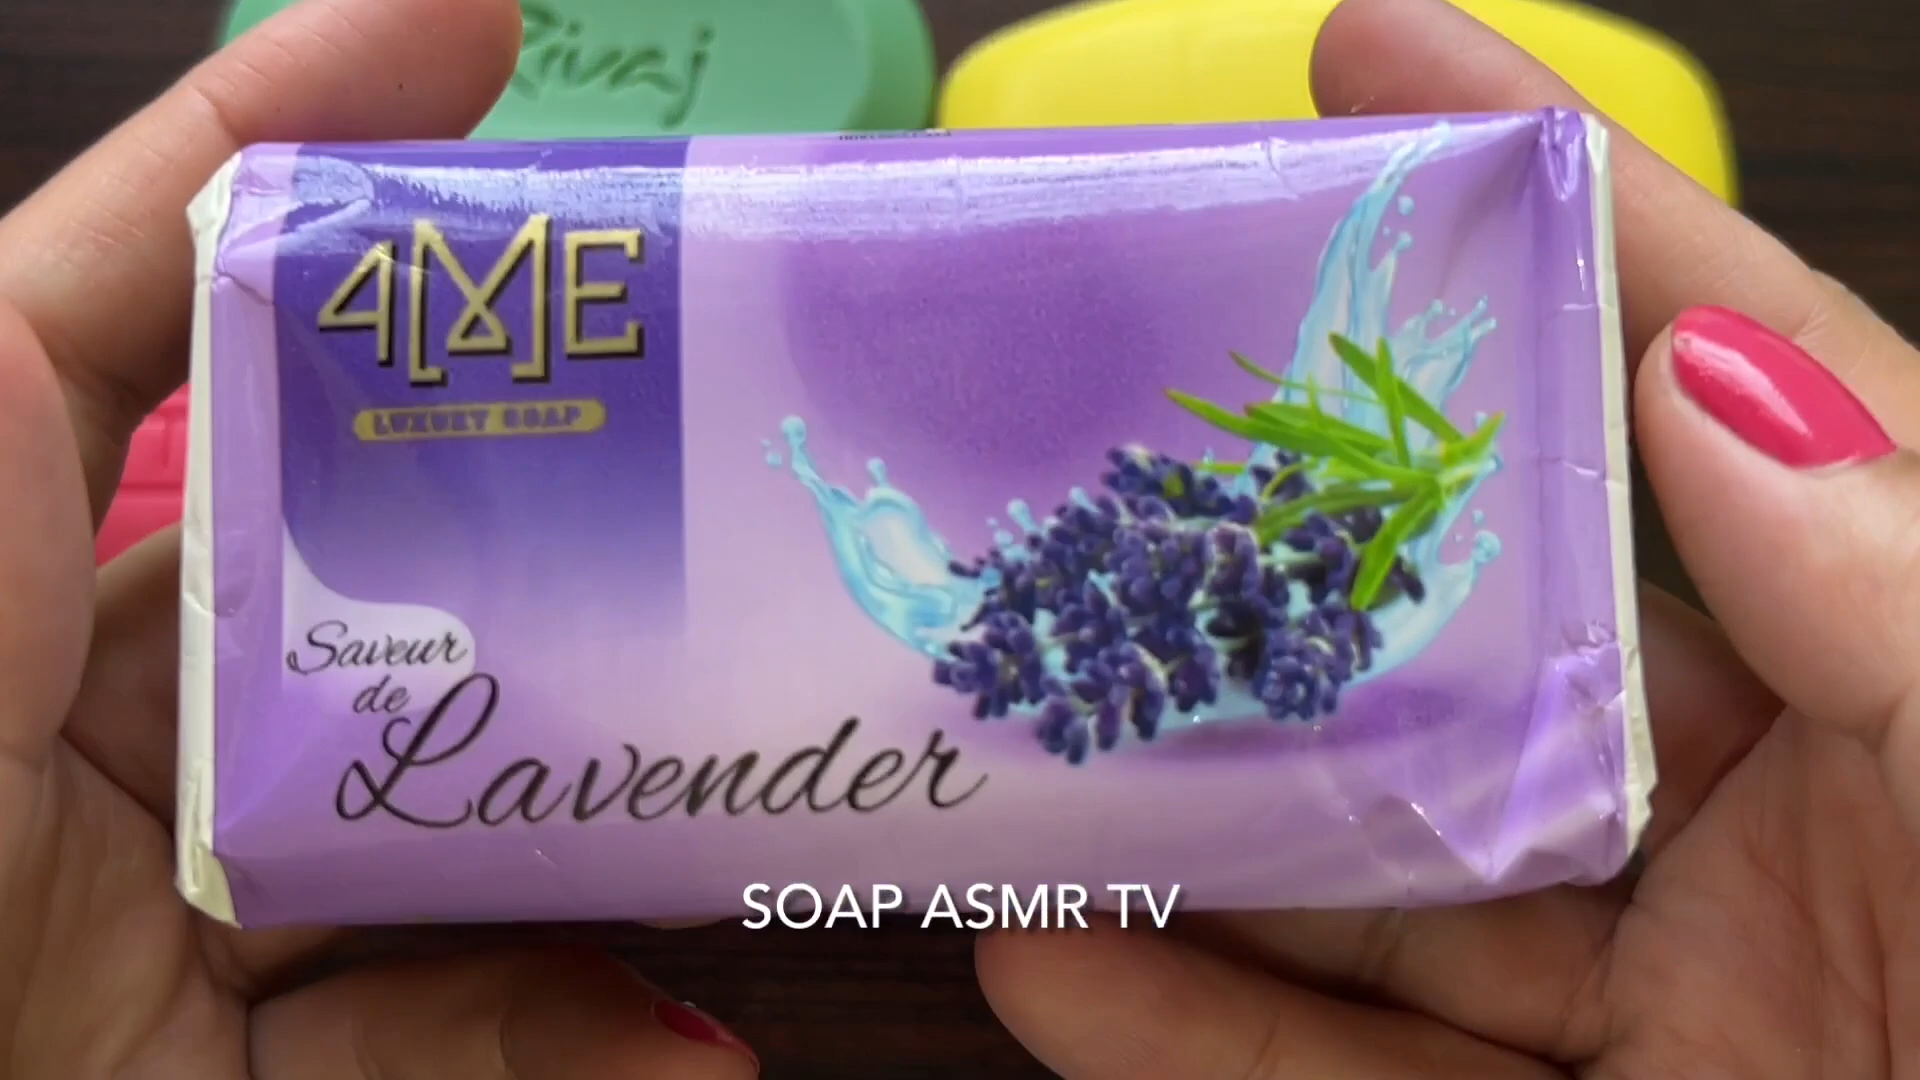 Rivaj
4ME
LUXURY SOAP
Saveur
de
Lavender
SOAP ASMR TV